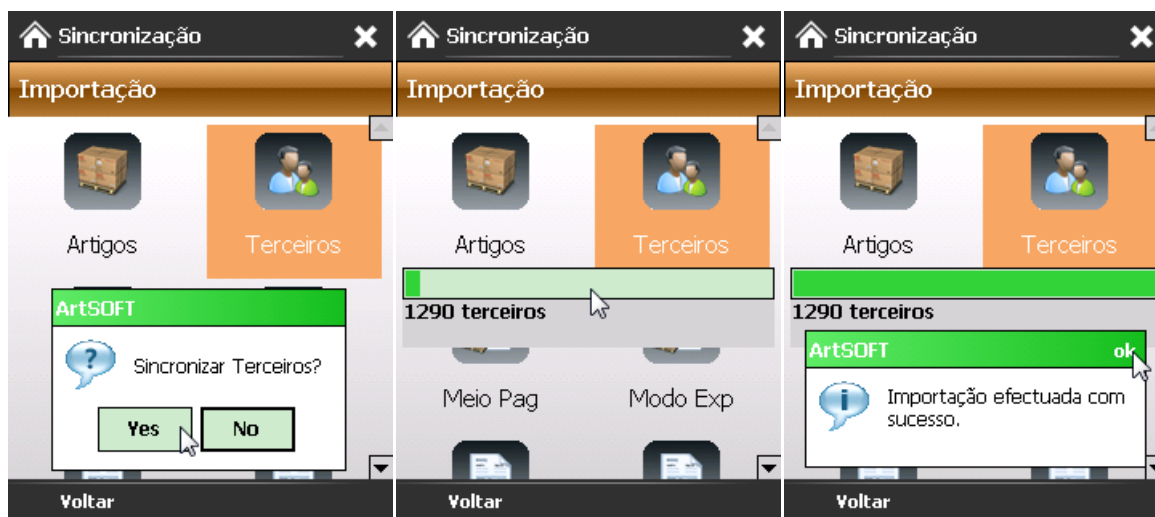 Sincronização
Importação
Artigos
Terceiros
ArtSOFT
Sincronizar Terceiros?
Yes
No
Voltar
Sincronização
Importação
Artigos
Terceiros
1290 terceiros
Meio Pag
Modo Exp
Voltar
Sincronização
Importação
Artigos
Terceiros
1290 terceiros
ArtSOFT
ok
Importação efectuada com
sucesso.
Voltar